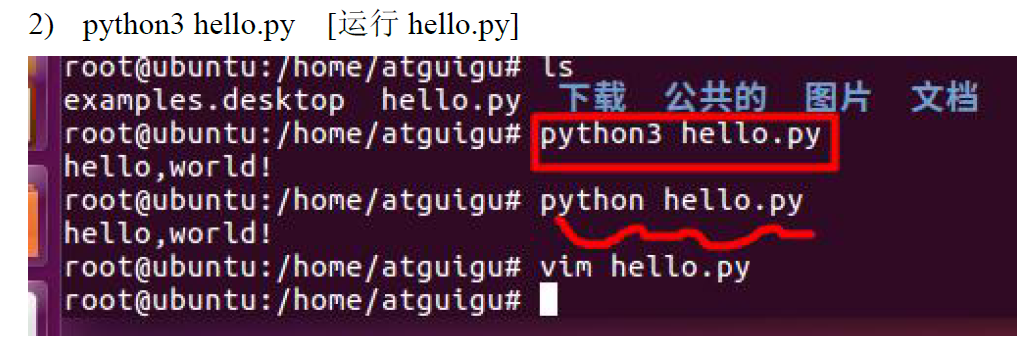 2) python3 hello.py [运行 hello.py]
root@ubuntu:/home/atguigu# ls
examples.desktop hello.py 下载 公共的 图片 文档
root@ubuntu:/home/atguigu# python3 hello.py
hello,world!
root@ubuntu:/home/atguigu# python hello.py
hello,world!
root@ubuntu:/home/atguigu# vim hello.py
root@ubuntu:/home/atguigu#